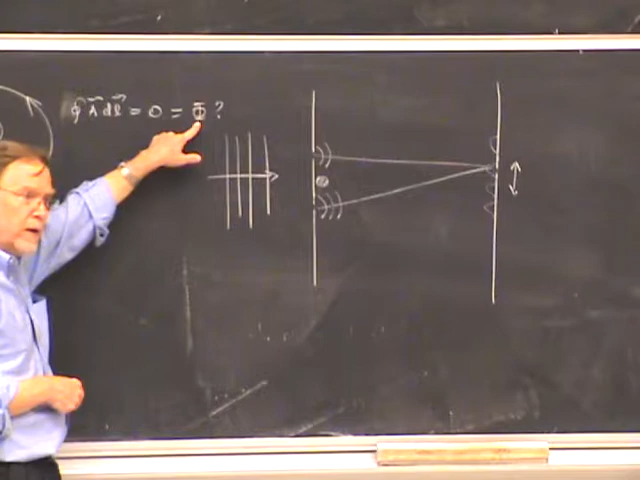 ∮ A⃗ dℓ⃗ = 0 = Φ ?